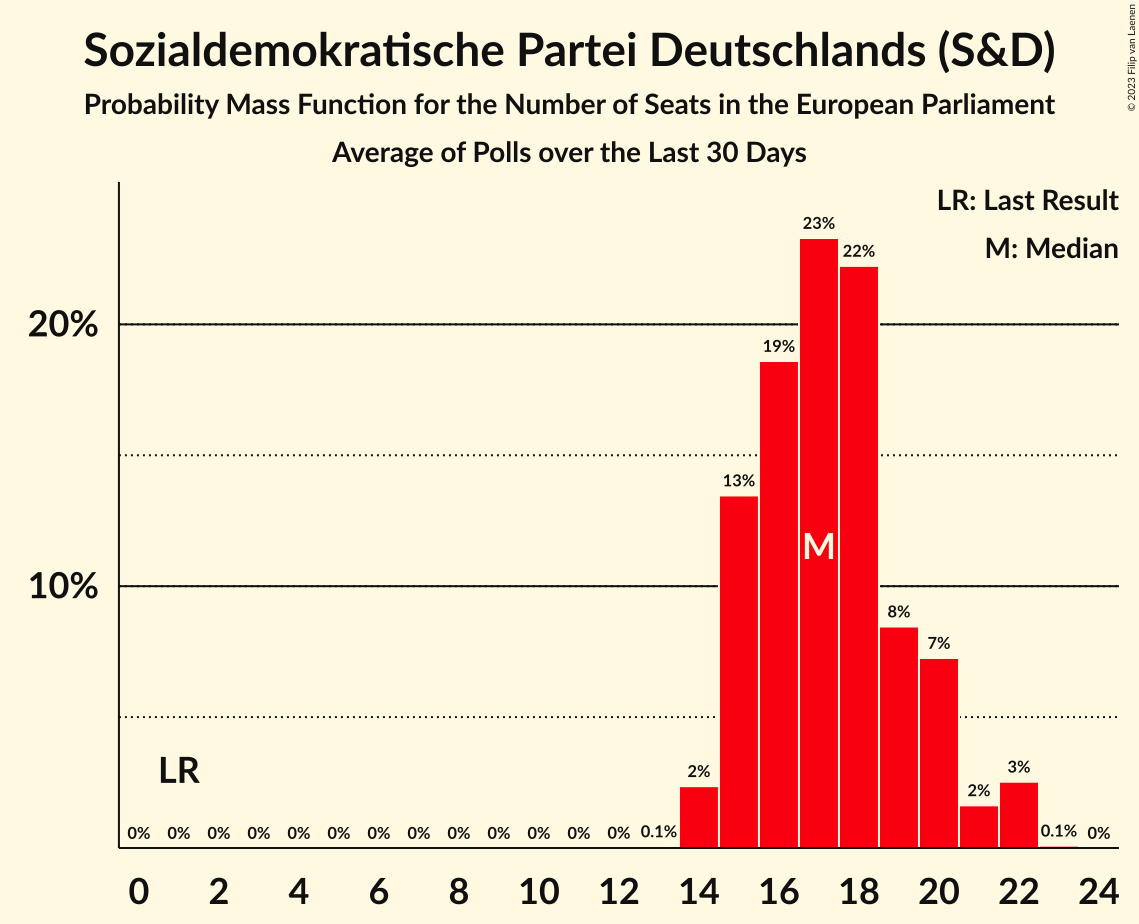 Sozialdemokratische Partei Deutschlands (S&D)
Probability Mass Function for the Number of Seats in the European Parliament
Average of Polls over the Last 30 Days
© 2023 Filip van Laenen
LR: Last Result
M: Median
23%
22%
20%
19%
13%
M
10%
8%
7%
LR
2%
2%
3%
0% 0% 0% 0% 0% 0% 0% 0% 0% 0% 0% 0% 0% 0.1% 0.1% 0%
0 2 4 6 8 10 12 14 16 18 20 22 24